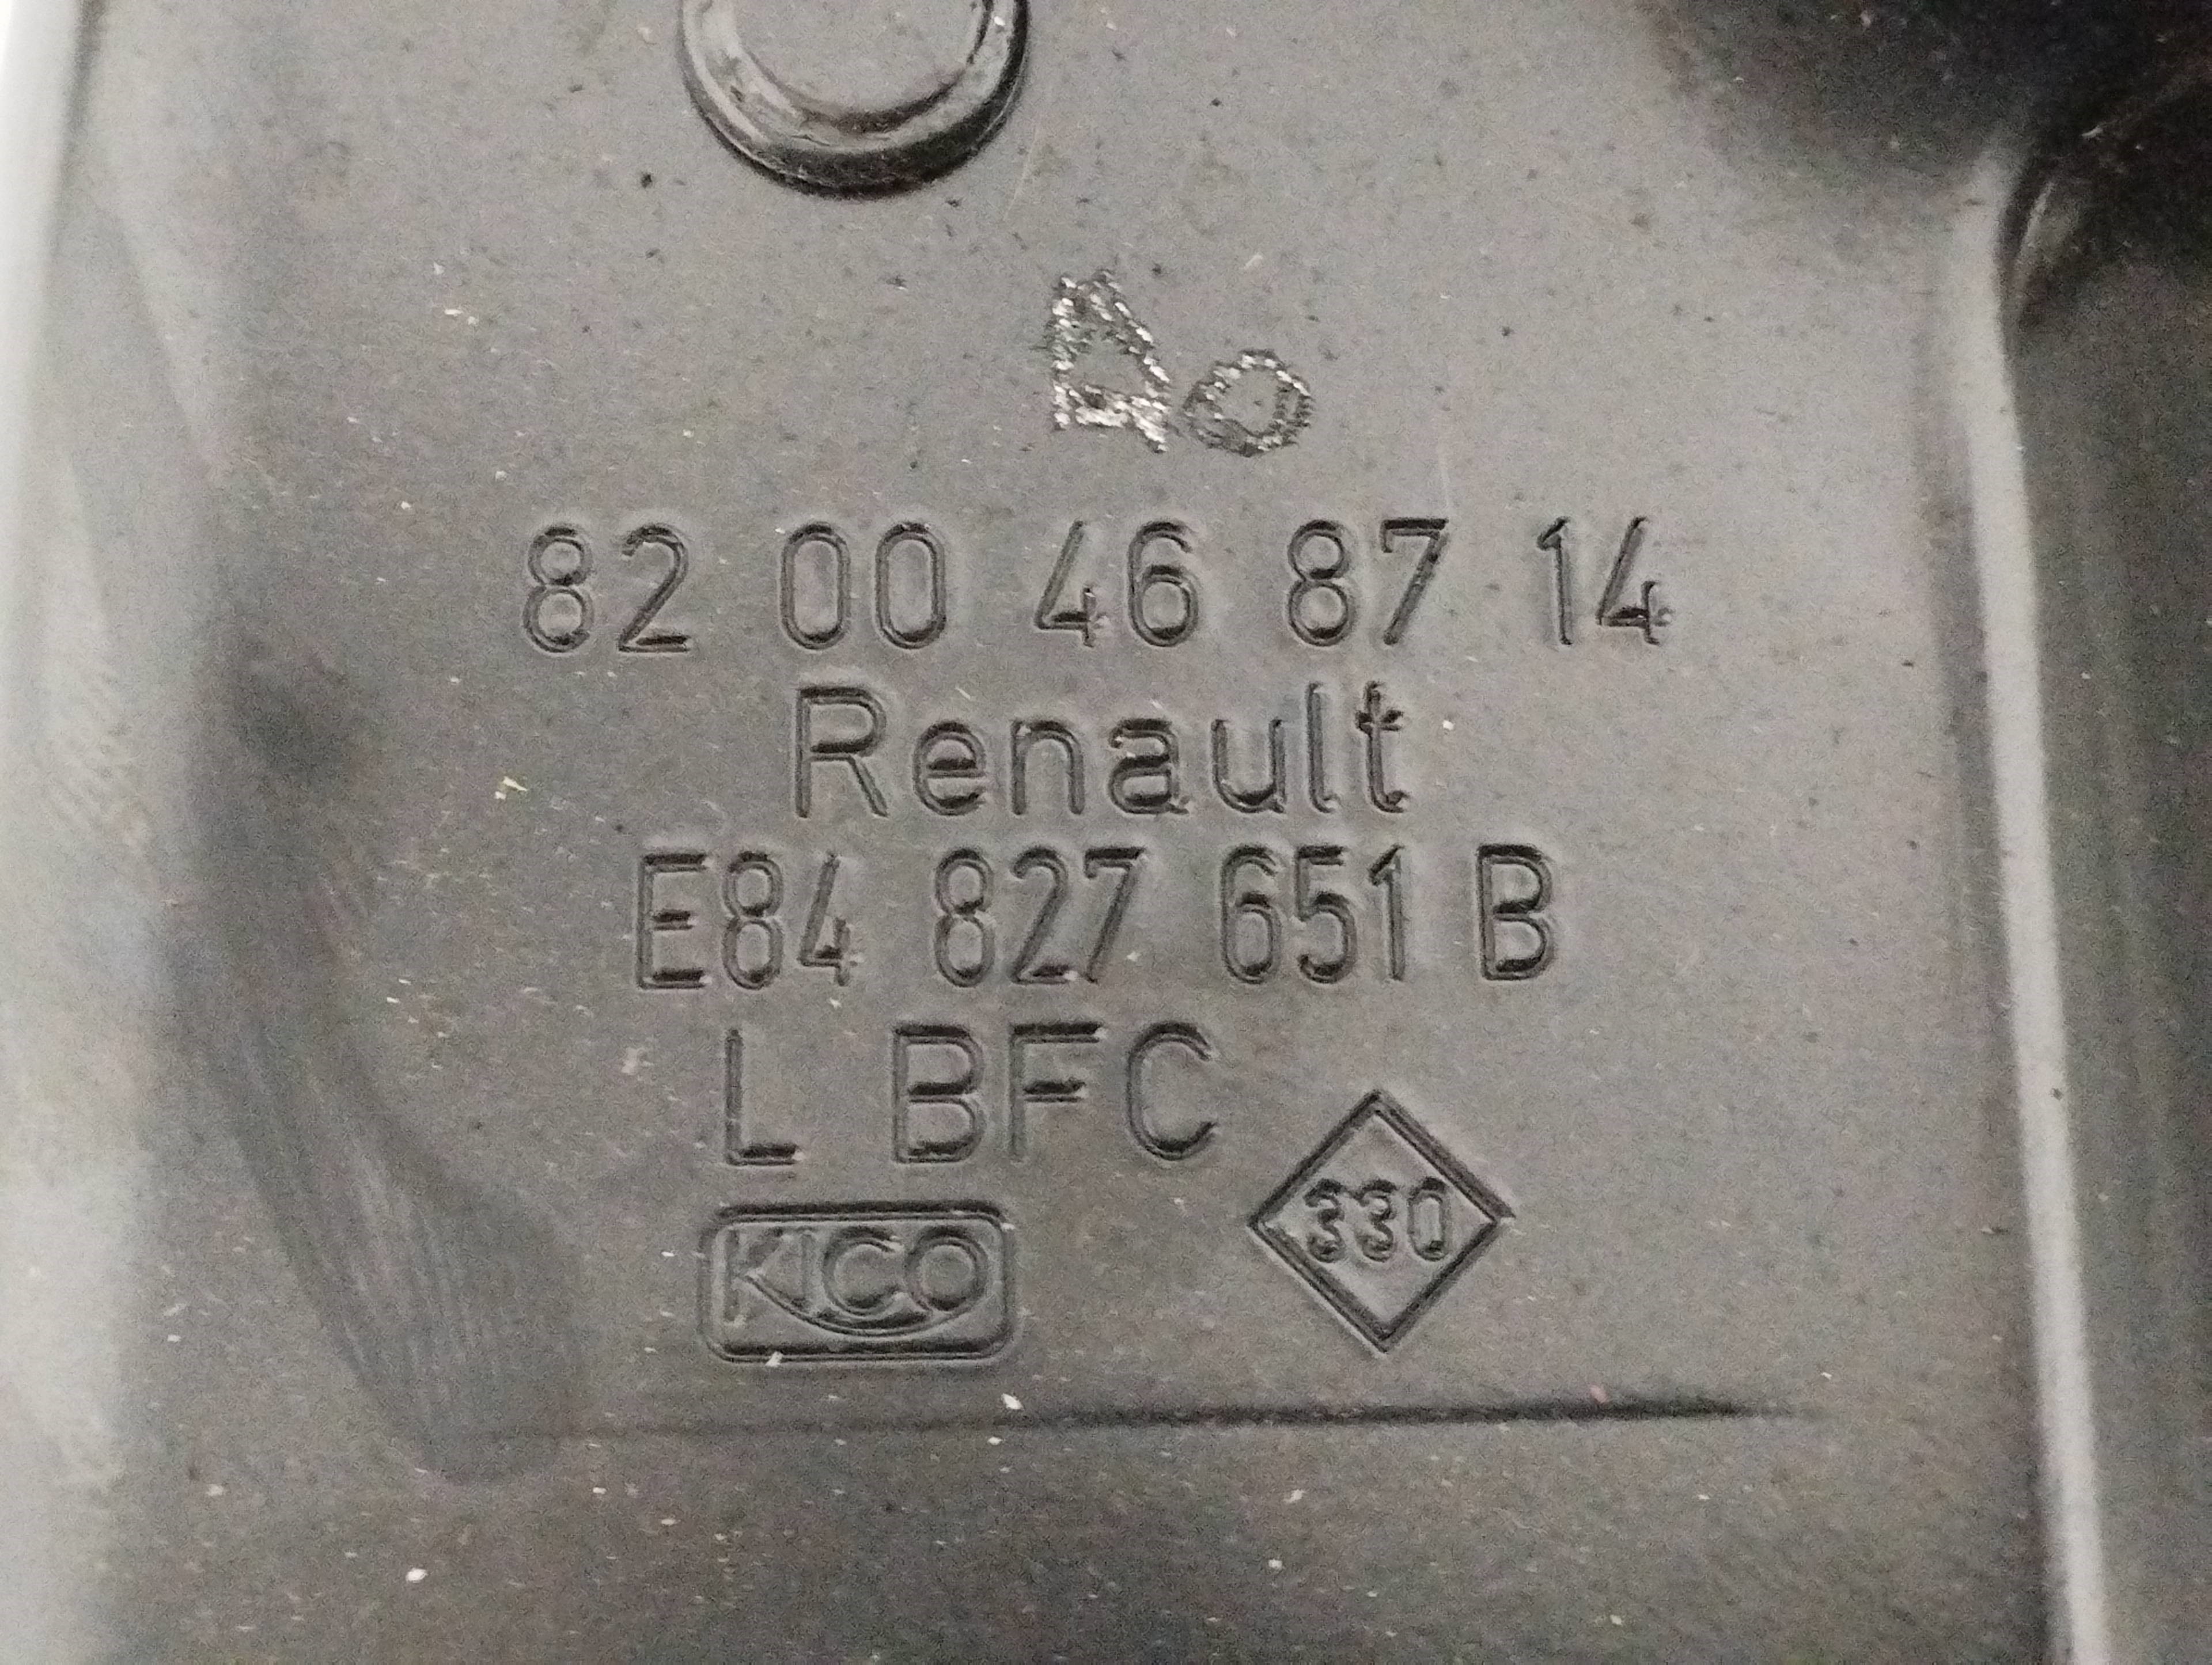 Ao
82 00 46 87 14
Renault
E84 827 651 B
L BFC
330
KICO